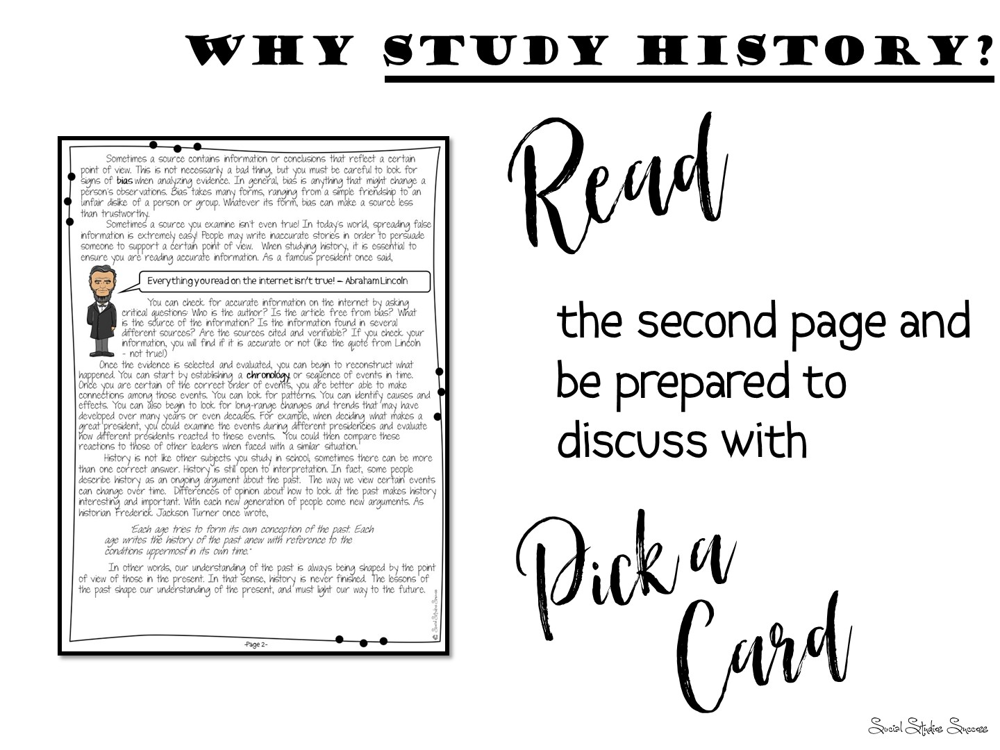 WHY STUDY HISTORY?
Sometimes a source contains information or conclusions that reflect a certain
point of view. This is not necessarily a bad thing, but you must be careful to look for
signs of bias when analyzing evidence. In general, bias is anything that might change a
person's observations. Bias takes many forms, ranging from a simple friendship to an
unfair dislike of a person or group. Whatever its form, bias can make a source less
than trustworthy.
Sometimes a source you examine isn't even true! In today's world, spreading false
information is extremely easy! People may write inaccurate stories in order to persuade
someone to support a certain point of view. When studying history, it is essential to
ensure you are reading accurate information. As a famous president once said,
Everything you read on the internet isn't true! – Abraham Lincoln
You can check for accurate information on the internet by asking
critical questions: Who is the author? Is the article free from bias? What
is the source of the information? Is the information found in several
different sources? Are the sources cited and verifiable? If you check your
information, you will find if it is accurate or not (like the quote from Lincoln
- not true!)
Once the evidence is selected and evaluated, you can begin to reconstruct what
happened. You can start by establishing a chronology, or sequence of events in time.
Once you are certain of the correct order of events, you are better able to make
connections among those events. You can look for patterns. You can identify causes and
effects. You can also begin to look for long-range changes and trends that may have
developed over many years or even decades. For example, when deciding what makes a
great president, you could examine the events during different presidencies and evaluate
how different presidents reacted to these events. You could then compare these
reactions to those of other leaders when faced with a similar situation.
History is not like other subjects you study in school; sometimes there can be more
than one correct answer. History is still open to interpretation. In fact, some people
describe history as an ongoing argument about the past. The way we view certain events
can change over time. Differences of opinion about how to look at the past makes history
interesting and important. With each new generation of people come new arguments. As
historian Frederick Jackson Turner once wrote,
"Each age tries to form its own conception of the past. Each
age writes the history of the past anew with reference to the
conditions uppermost in its own time."
In other words, our understanding of the past is always being shaped by the point
of view of those in the present. In that sense, history is never finished. The lessons of
the past shape our understanding of the present, and must light our way to the future.
© Social Studies Success
-Page 2-
Read
the second page and
be prepared to
discuss with
Pick a
Card
Social Studies Success